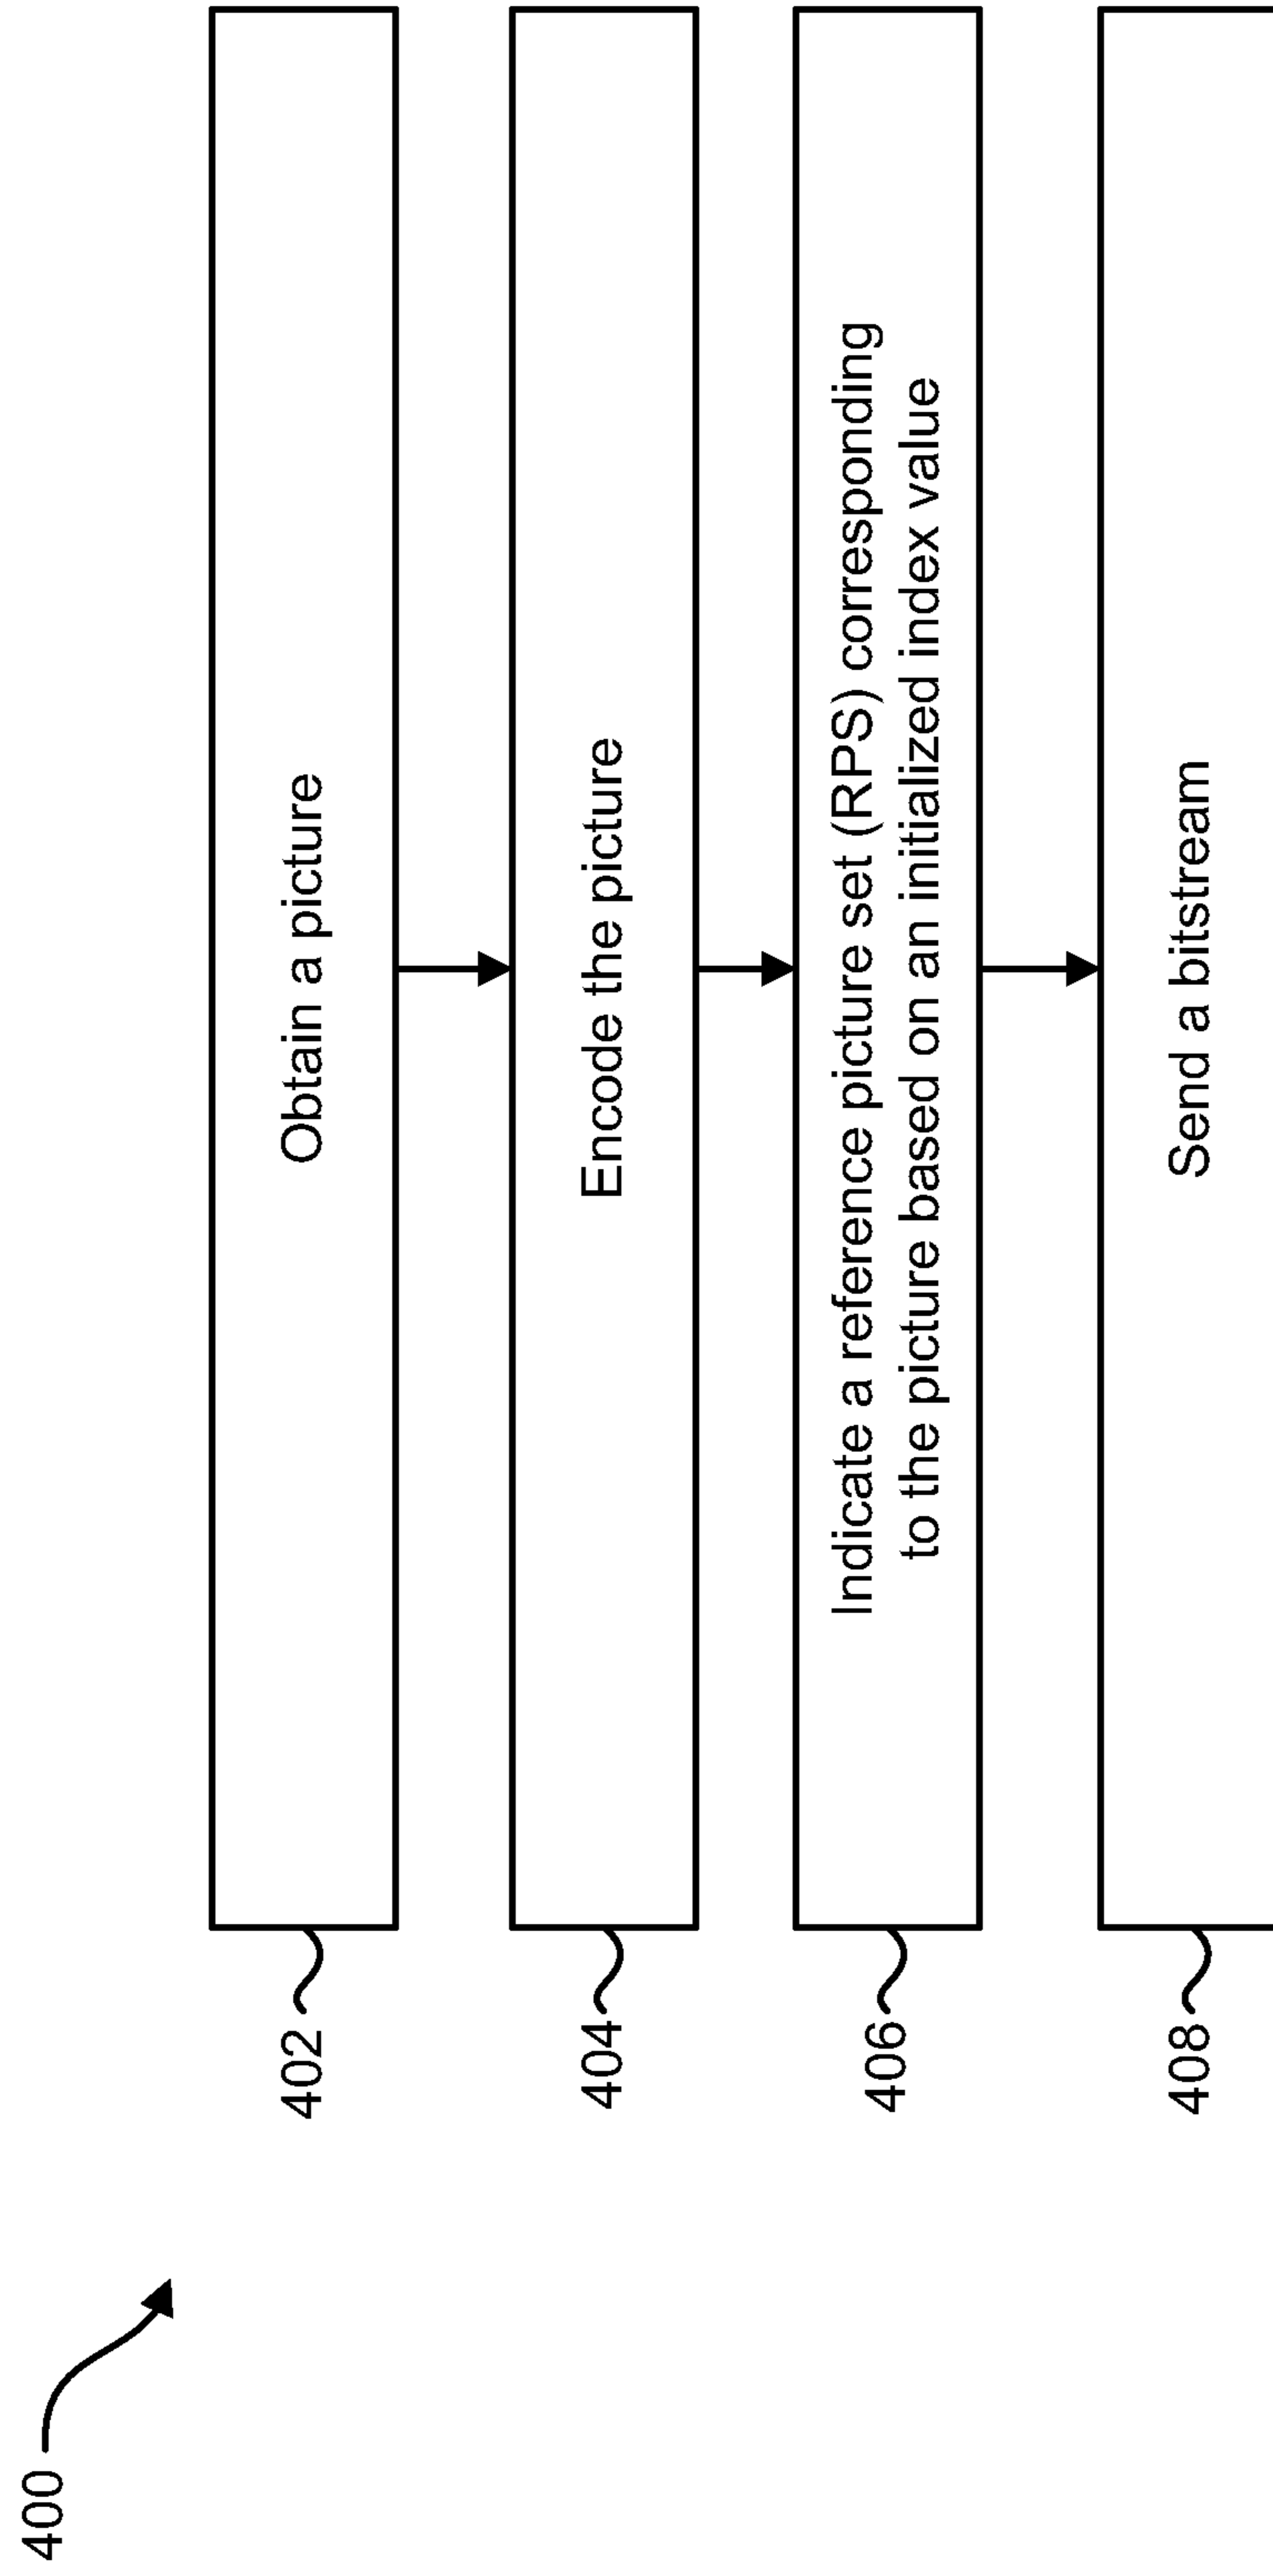 400
402
Obtain a picture
404
Encode the picture
406
Indicate a reference picture set (RPS) corresponding
to the picture based on an initialized index value
408
Send a bitstream